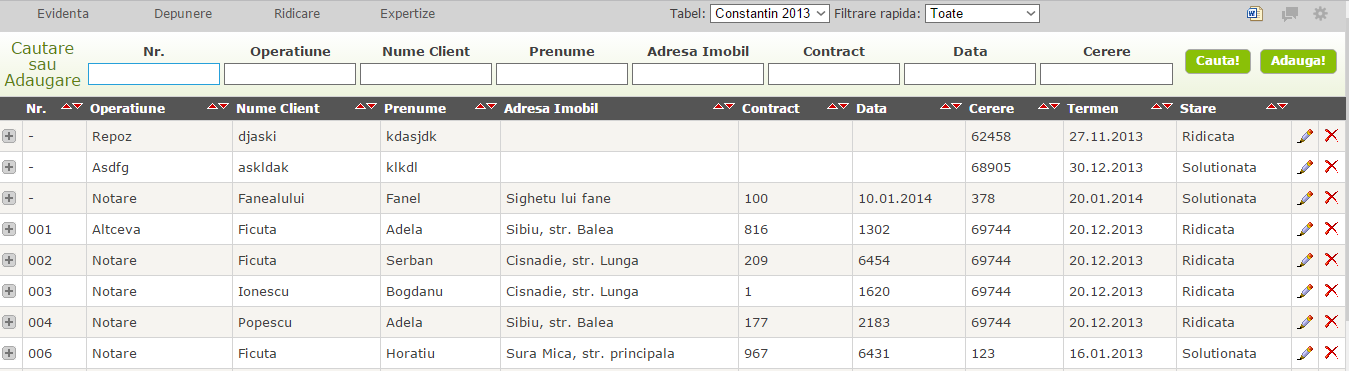 Evidenta Depunere Ridicare Expertize Tabel: Constantin 2013 Filtrare rapida: Toate
Cautare sau Adaugare
Nr. Operatiune Nume Client Prenume Adresa Imobil Contract Data Cerere Cauta! Adauga!
Nr. Operatiune Nume Client Prenume Adresa Imobil Contract Data Cerere Termen Stare
- Repoz djaski kdasjdk 62458 27.11.2013 Ridicata
- Asdfg askldak klkdl 68905 30.12.2013 Solutionata
- Notare Fanealului Fanel Sighetu lui fane 100 10.01.2014 378 20.01.2014 Solutionata
001 Altceva Ficuta Adela Sibiu, str. Balea 816 1302 69744 20.12.2013 Ridicata
002 Notare Ficuta Serban Cisnadie, str. Lunga 209 6454 69744 20.12.2013 Ridicata
003 Notare Ionescu Bogdanu Cisnadie, str. Lunga 1 1620 69744 20.12.2013 Ridicata
004 Notare Popescu Adela Sibiu, str. Balea 177 2183 69744 20.12.2013 Ridicata
006 Notare Ficuta Horatiu Sura Mica, str. principala 967 6431 123 16.01.2013 Solutionata